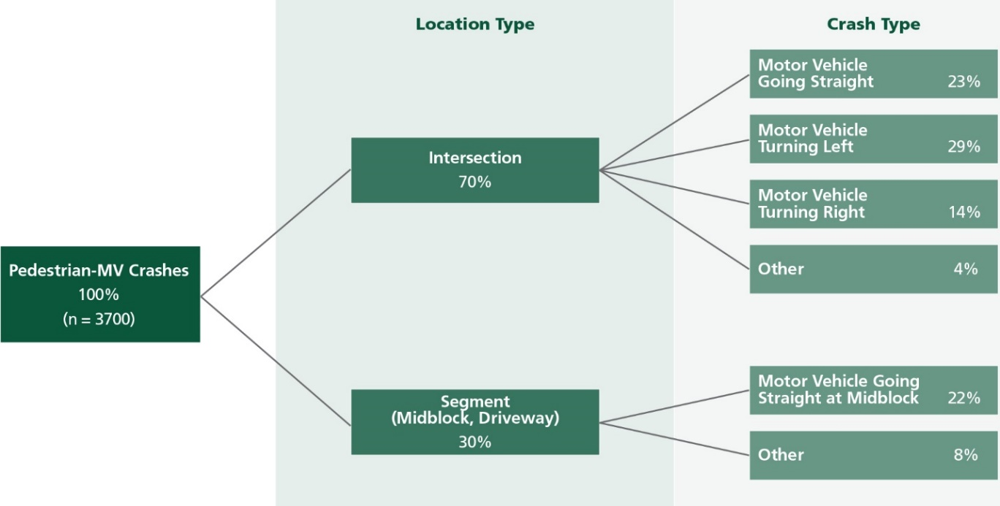 Location Type
Crash Type
Pedestrian-MV Crashes
100%
(n = 3700)
Intersection
70%
Motor Vehicle
Going Straight 23%
Motor Vehicle
Turning Left 29%
Motor Vehicle
Turning Right 14%
Other 4%
Segment
(Midblock, Driveway)
30%
Motor Vehicle Going
Straight at Midblock 22%
Other 8%